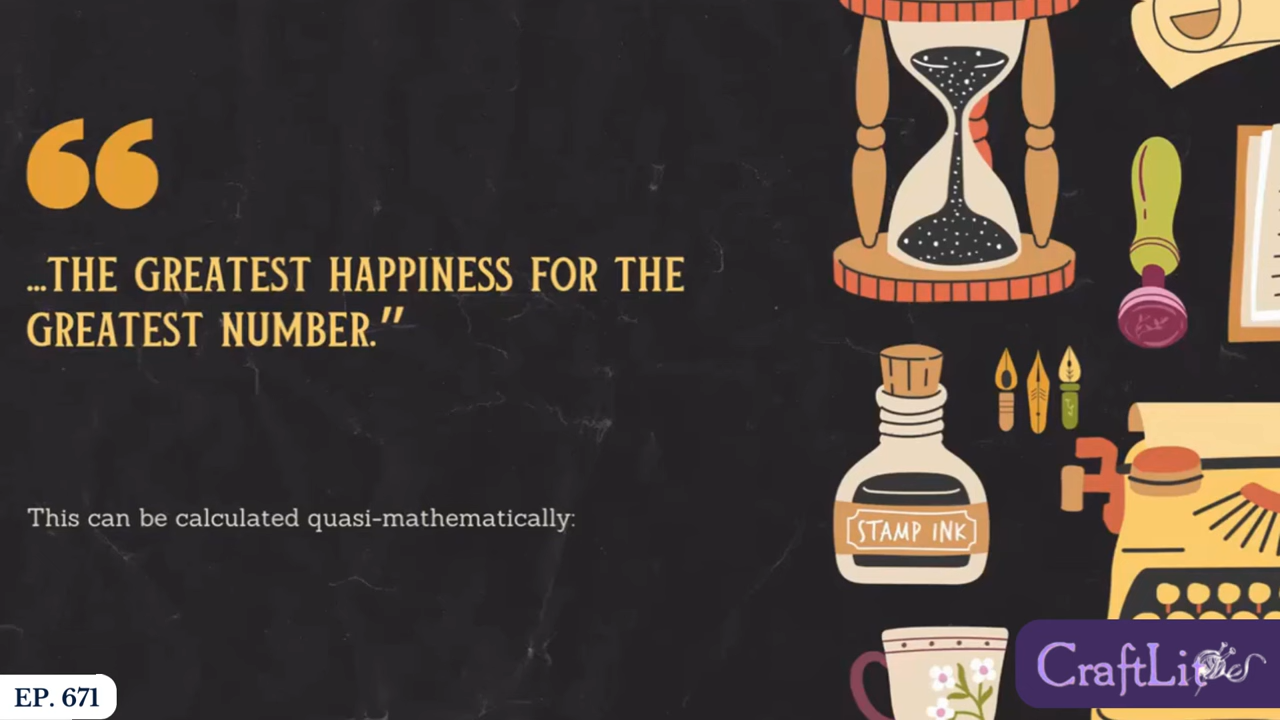 “
...THE GREATEST HAPPINESS FOR THE
GREATEST NUMBER.”
This can be calculated quasi-mathematically:
STAMP INK
CraftLit
EP. 671